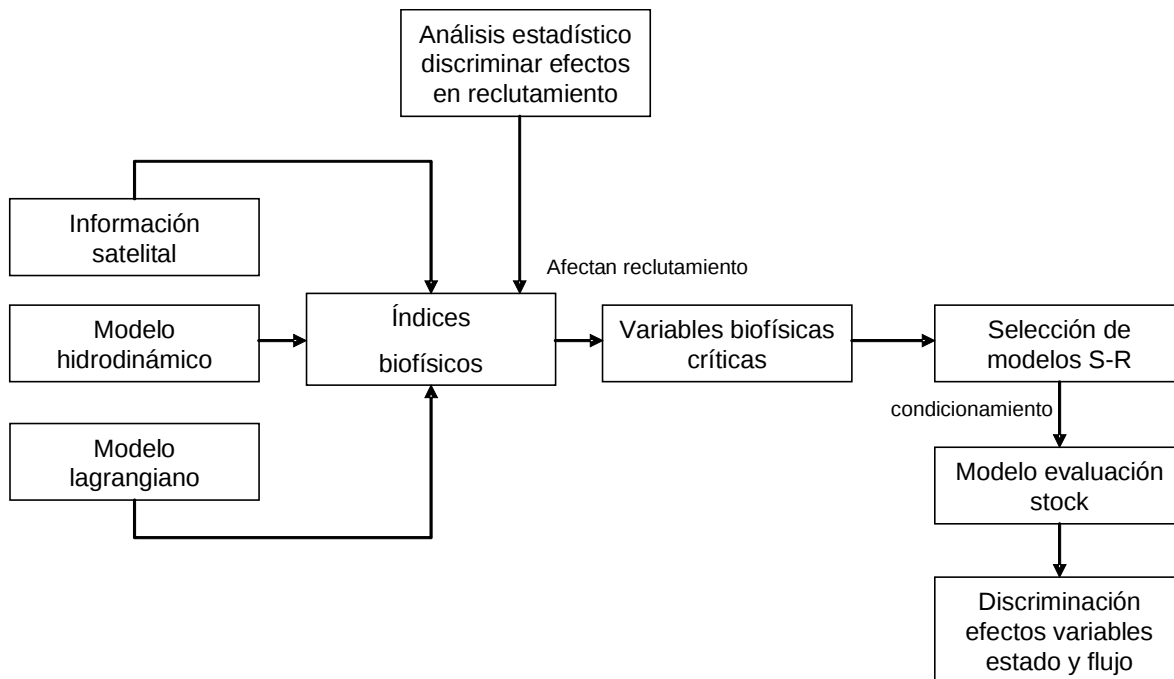 Análisis estadístico
discriminar efectos
en reclutamiento
Información
satelital
Afectan reclutamiento
Modelo
hidrodinámico
Índices
biofísicos
Variables biofísicas
críticas
Selección de
modelos S-R
condicionamiento
Modelo
lagrangiano
Modelo evaluación
stock
Discriminación
efectos variables
estado y flujo